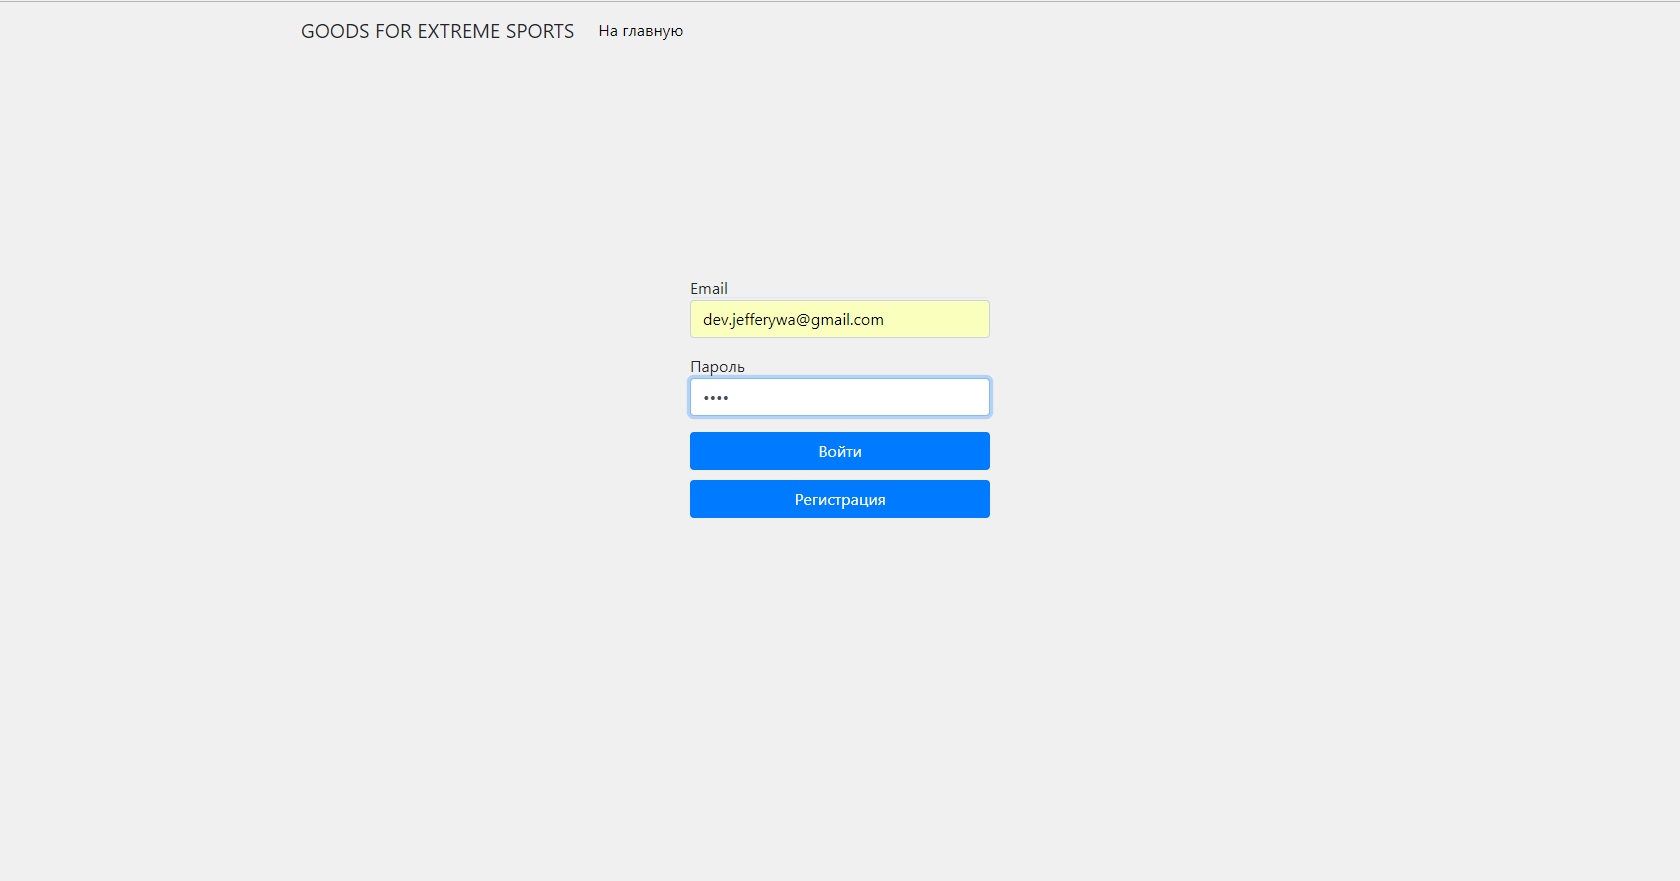 GOODS FOR EXTREME SPORTS На главную
Email
dev.jefferywa@gmail.com
Пароль
••••
Войти
Регистрация